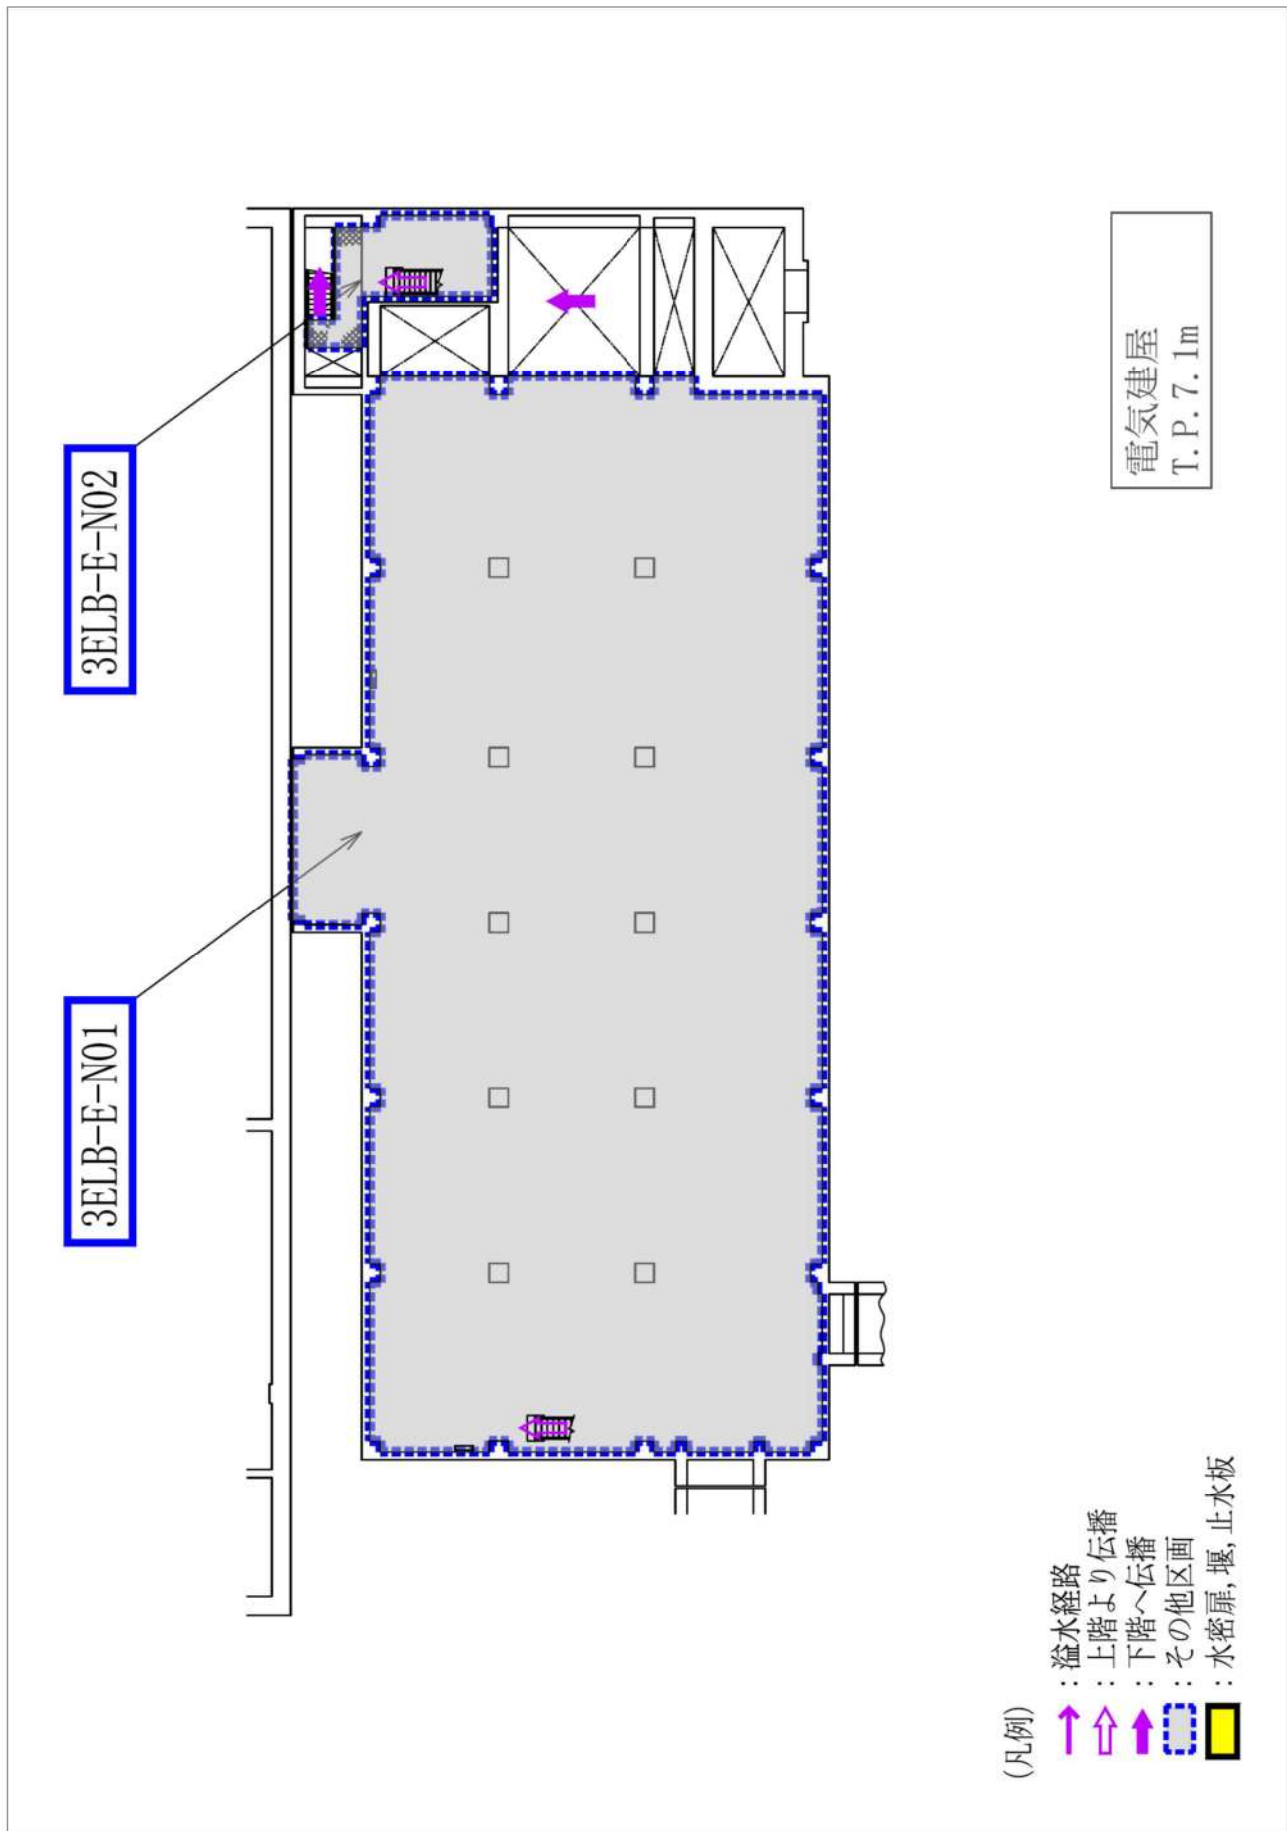 3ELB-E-N01
3ELB-E-N02
(凡例)
：溢水経路
：上階より伝播
：下階へ伝播
：その他区画
：水密扉，堰，止水板
電気建屋
T.P.7.1m